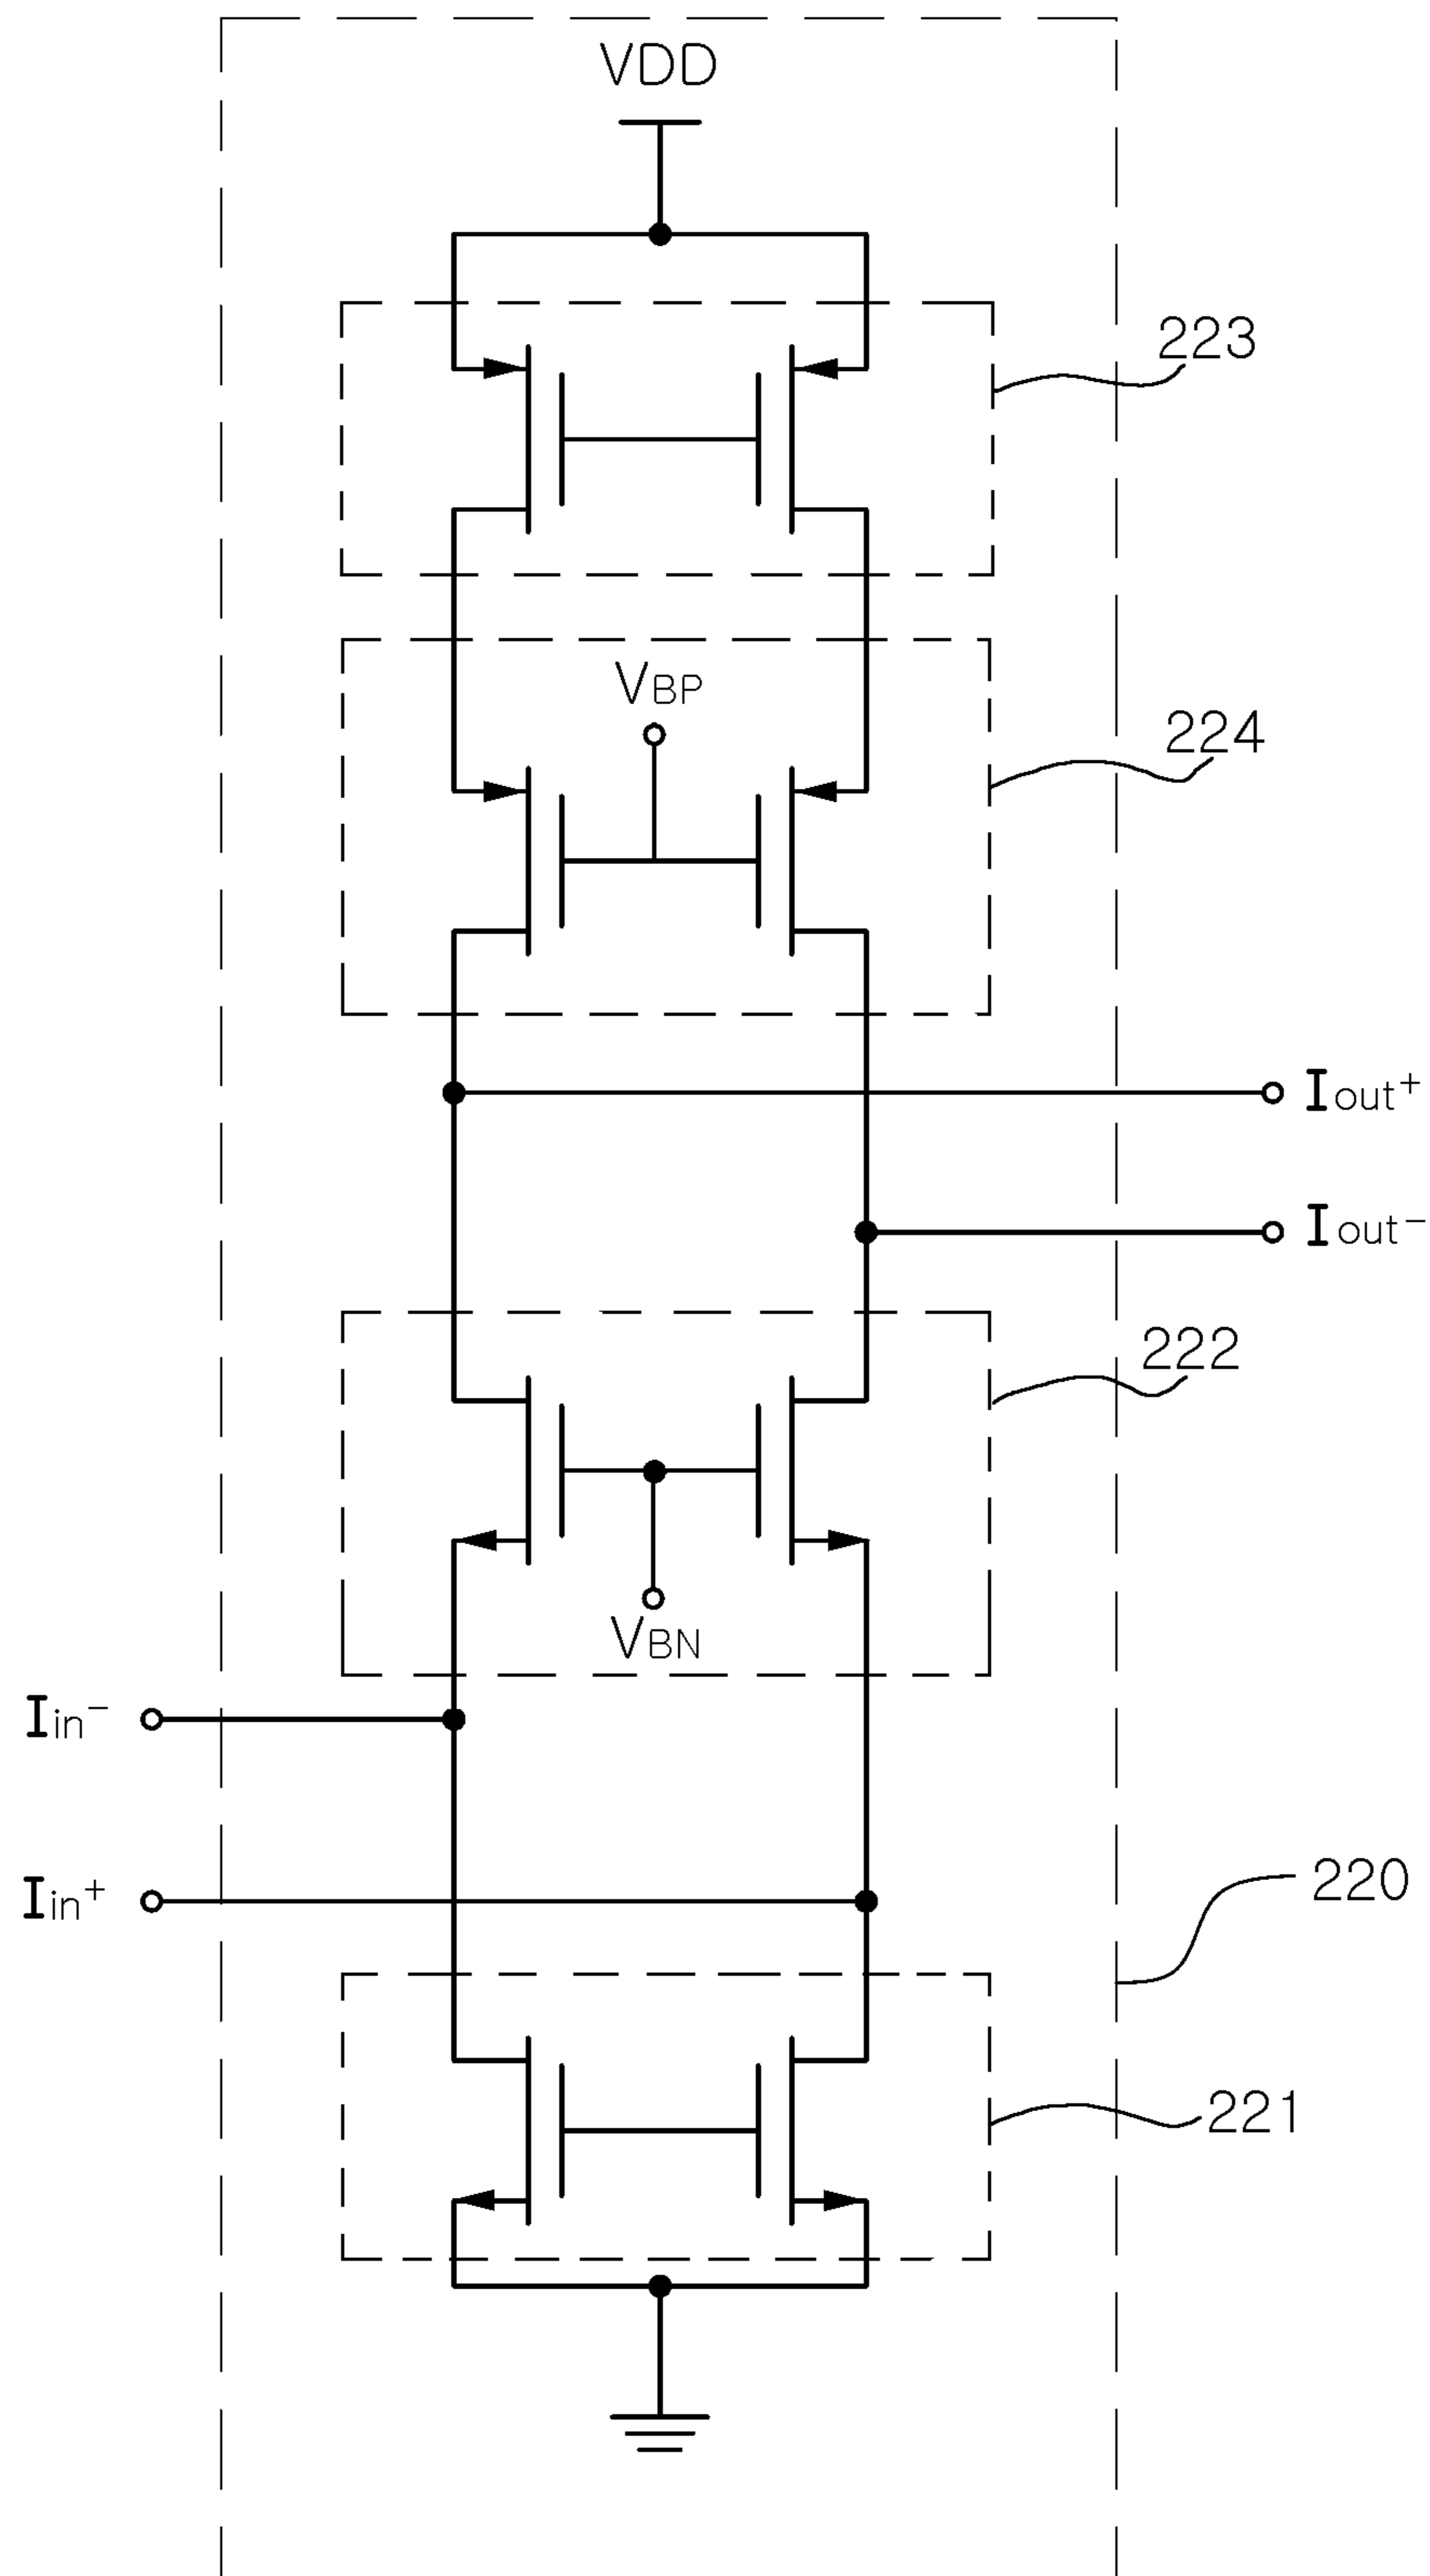 VDD
223
VBP
224
Iout+
Iout-
222
VBN
Iin-
220
Iin+
221